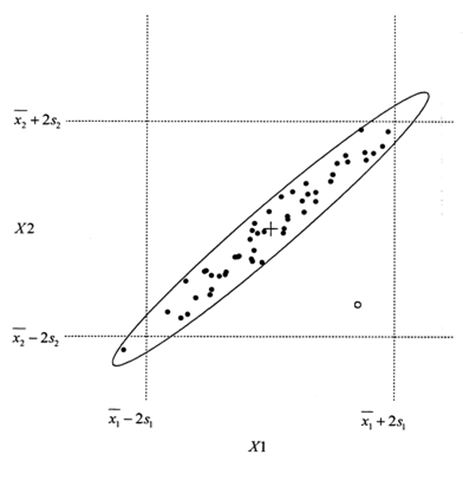 x̅₂ + 2s₂
X2
x̅₂ − 2s₂
x̅₁ − 2s₁
x̅₁ + 2s₁
X1